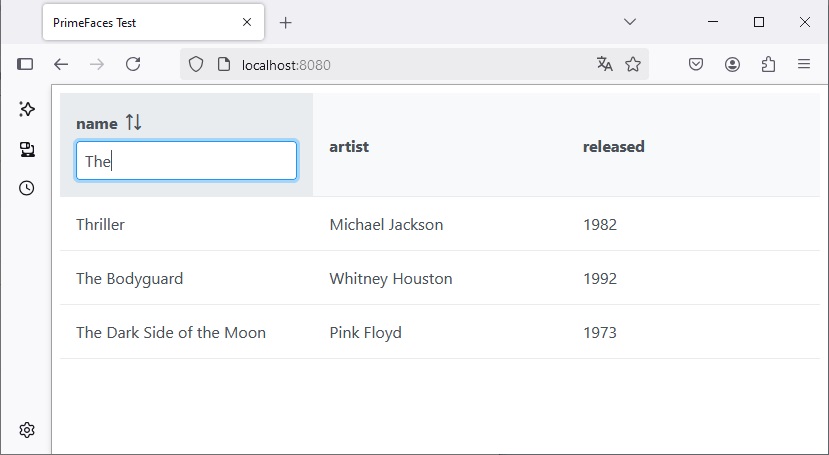 PrimeFaces Test
localhost:8080
name
The
artist
released
Thriller Michael Jackson 1982
The Bodyguard Whitney Houston 1992
The Dark Side of the Moon Pink Floyd 1973